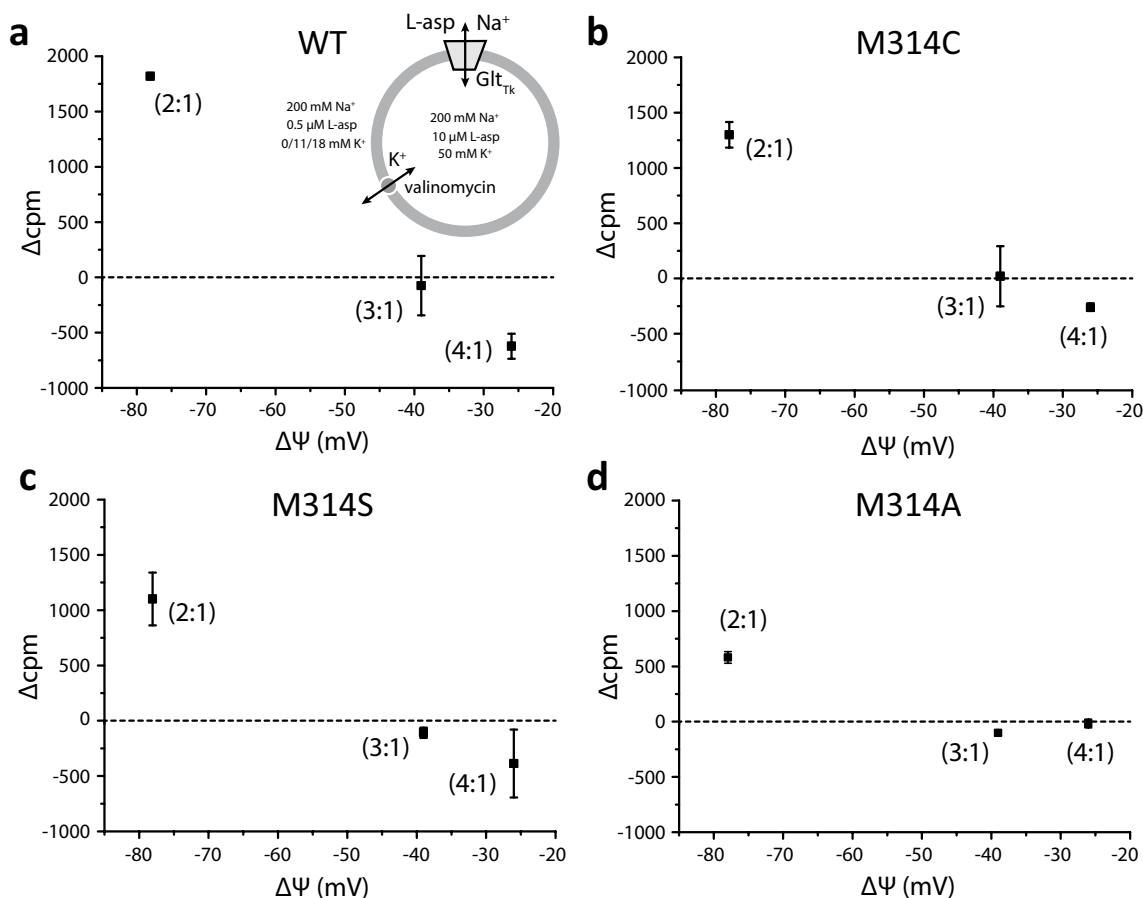 a
WT
2000
1500
1000
500
0
-500
-1000
Δcpm
-80 -70 -60 -50 -40 -30 -20
ΔΨ (mV)
(2:1)
(3:1)
(4:1)
L-asp Na⁺
Glt_Tk
200 mM Na⁺
0.5 µM L-asp
0/11/18 mM K⁺
200 mM Na⁺
10 µM L-asp
50 mM K⁺
K⁺
valinomycin
b
M314C
2000
1500
1000
500
0
-500
-1000
Δcpm
-80 -70 -60 -50 -40 -30 -20
ΔΨ (mV)
(2:1)
(3:1)
(4:1)
c
M314S
2000
1500
1000
500
0
-500
-1000
Δcpm
-80 -70 -60 -50 -40 -30 -20
ΔΨ (mV)
(2:1)
(3:1)
(4:1)
d
M314A
2000
1500
1000
500
0
-500
-1000
Δcpm
-80 -70 -60 -50 -40 -30 -20
ΔΨ (mV)
(2:1)
(3:1)
(4:1)